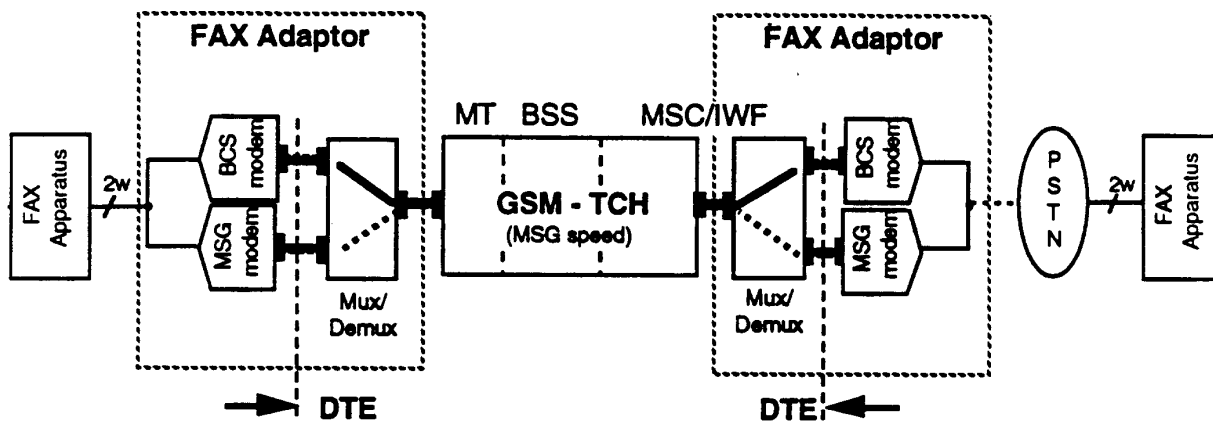 FAX Adaptor
FAX Adaptor
MT BSS MSC/IWF
FAX
Apparatus
2w
BCS
modem
MSG
modem
Mux/
Demux
GSM - TCH
(MSG speed)
Mux/
Demux
BCS
modem
MSG
modem
PSTN
2w
FAX
Apparatus
DTE
DTE